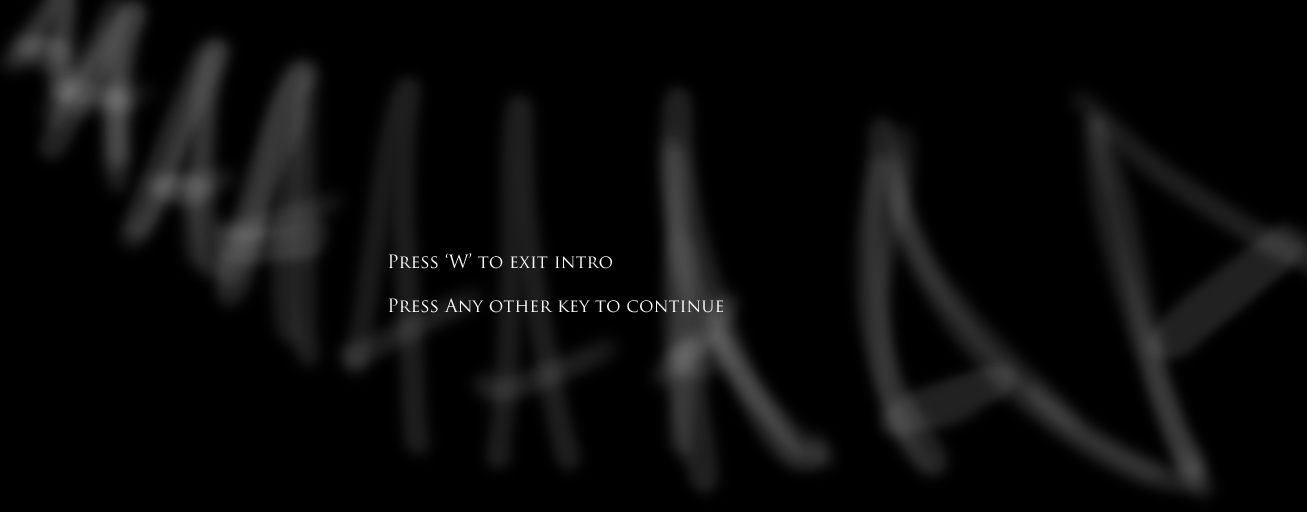 Press ‘W’ to exit intro
Press Any other key to continue